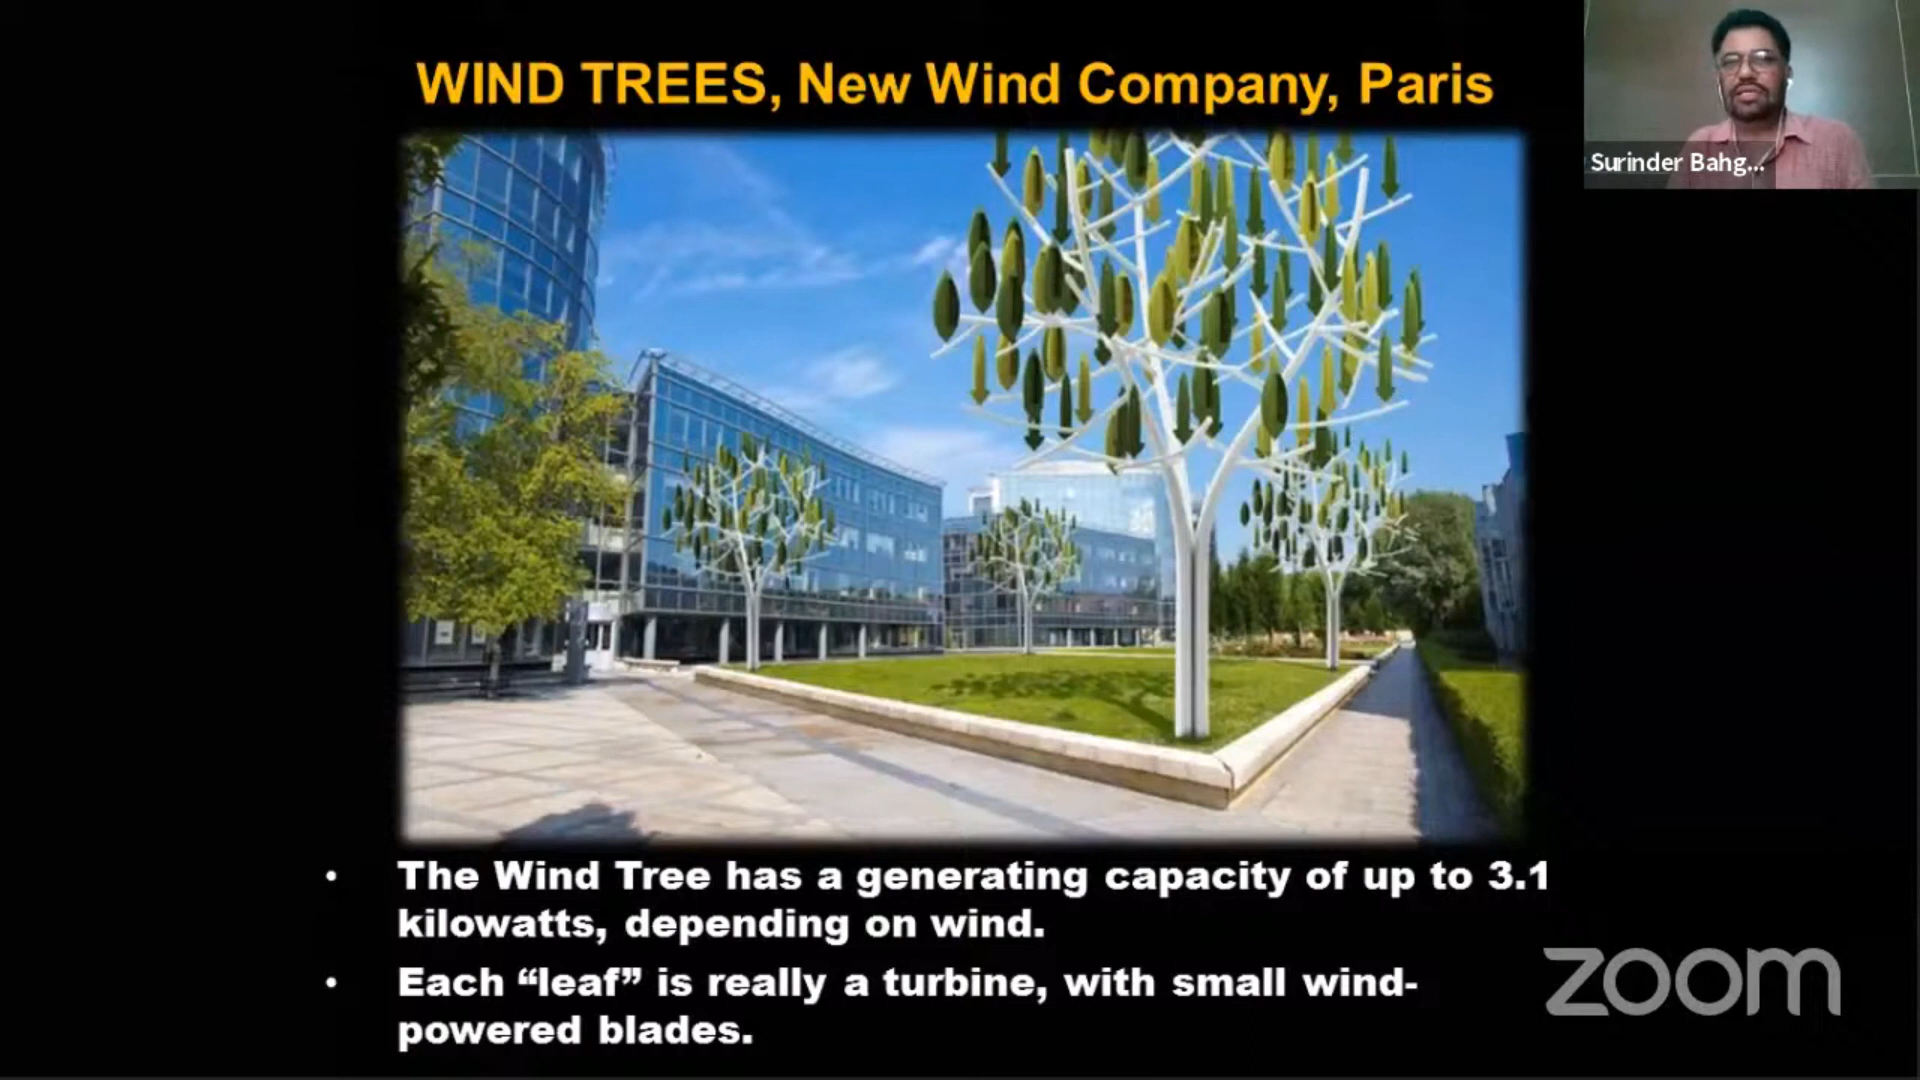 WIND TREES, New Wind Company, Paris
Surinder Bahg...
• The Wind Tree has a generating capacity of up to 3.1
kilowatts, depending on wind.
• Each “leaf” is really a turbine, with small wind-
powered blades.
zoom